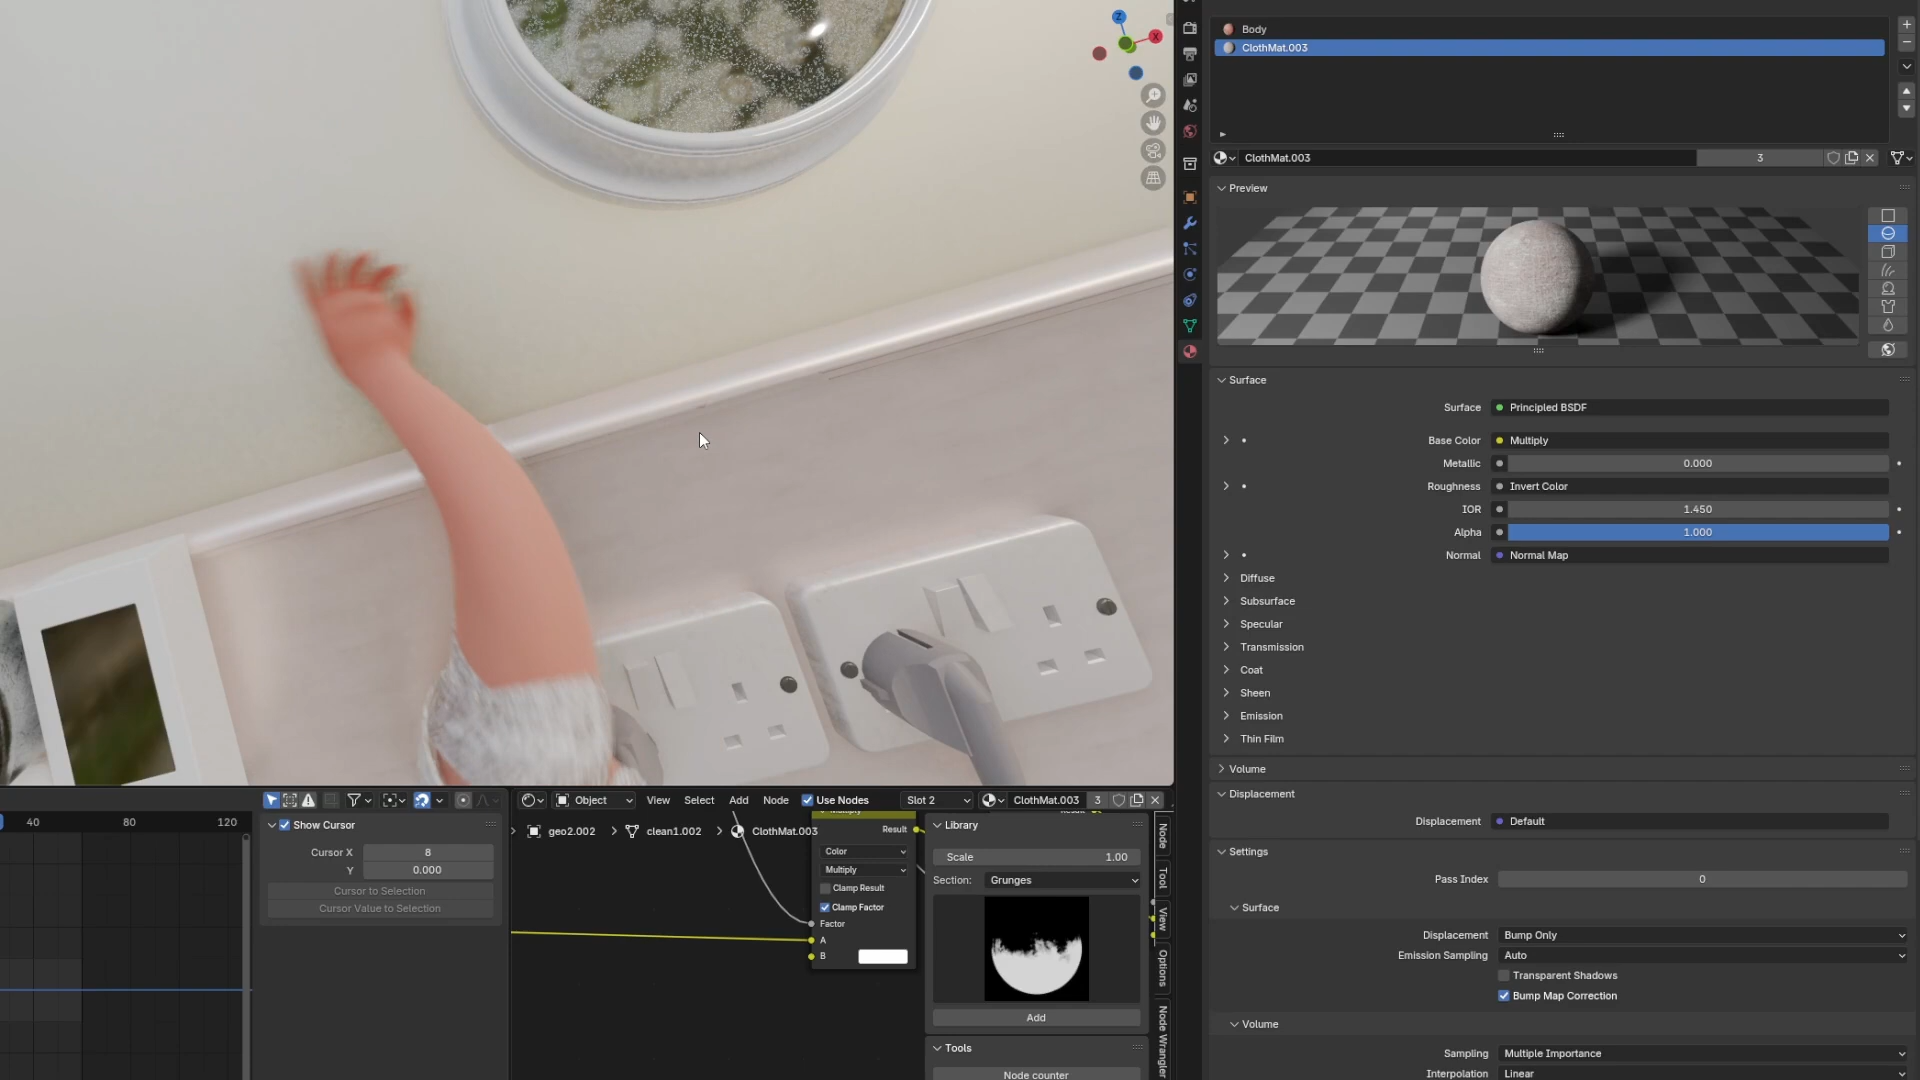 Z
X
Body
ClothMat.003
ClothMat.003
3
Preview
Surface
Surface
Principled BSDF
Base Color
Multiply
Metallic
0.000
Roughness
Invert Color
IOR
1.450
Alpha
1.000
Normal
Normal Map
Diffuse
Subsurface
Specular
Transmission
Coat
Sheen
Emission
Thin Film
Volume
Displacement
Displacement
Default
Settings
Pass Index
0
Surface
Displacement
Bump Only
Emission Sampling
Auto
Transparent Shadows
Bump Map Correction
Volume
Sampling
Multiple Importance
Interpolation
Linear
40
80
120
Show Cursor
Cursor X
8
Y
0.000
Cursor to Selection
Cursor Value to Selection
Object
View
Select
Add
Node
Use Nodes
Slot 2
ClothMat.003
3
geo2.002
clean1.002
ClothMat.003
Result
Color
Multiply
Clamp Result
Clamp Factor
Factor
A
B
Library
Scale
1.00
Section:
Grunges
Add
Tools
Node counter
Node
Tool
View
Options
Node Wrangler